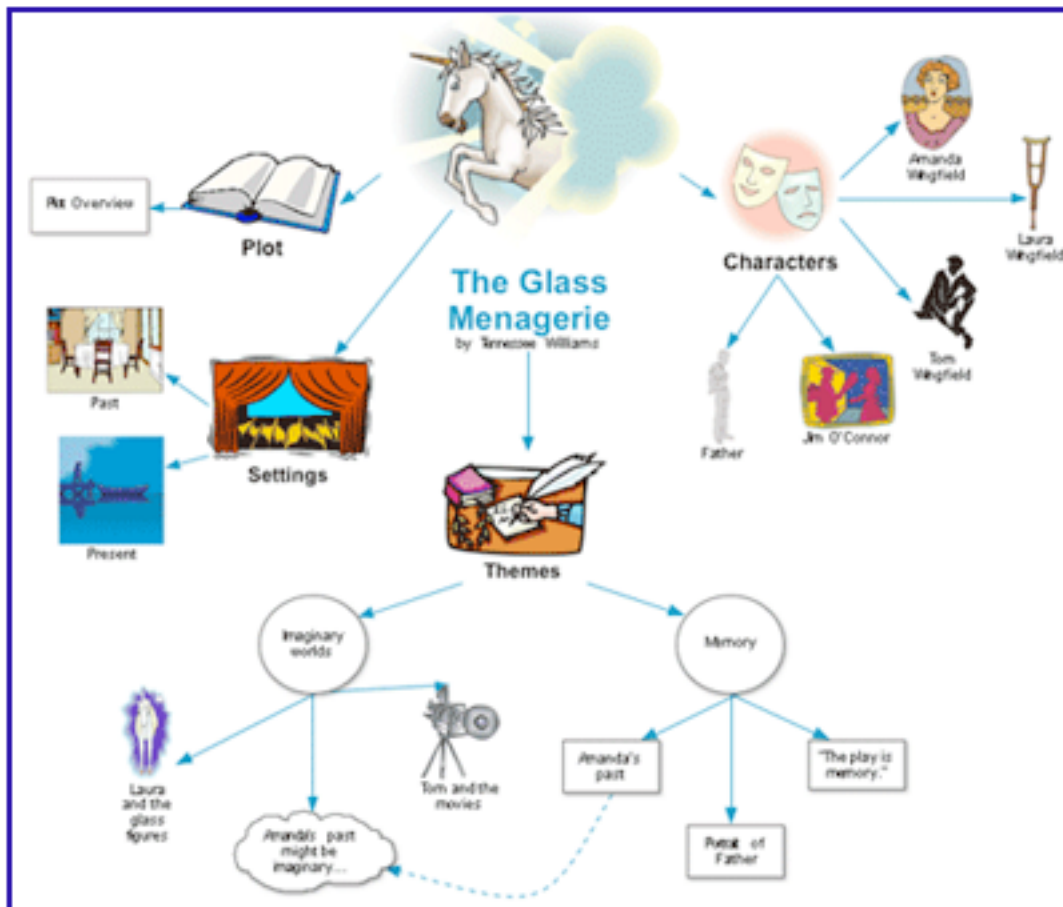 The Glass
Menagerie
by Tennessee Williams
Plot
Plot Overview
Settings
Past
Present
Characters
Amanda
Wingfield
Laura
Wingfield
Tom
Wingfield
Jim O'Connor
Father
Themes
Imaginary
worlds
Laura
and the
glass
figures
Amanda's past
might be
imaginary....
Tom and the
movies
Memory
Amanda's
past
Portrait of
Father
"The play is
memory."